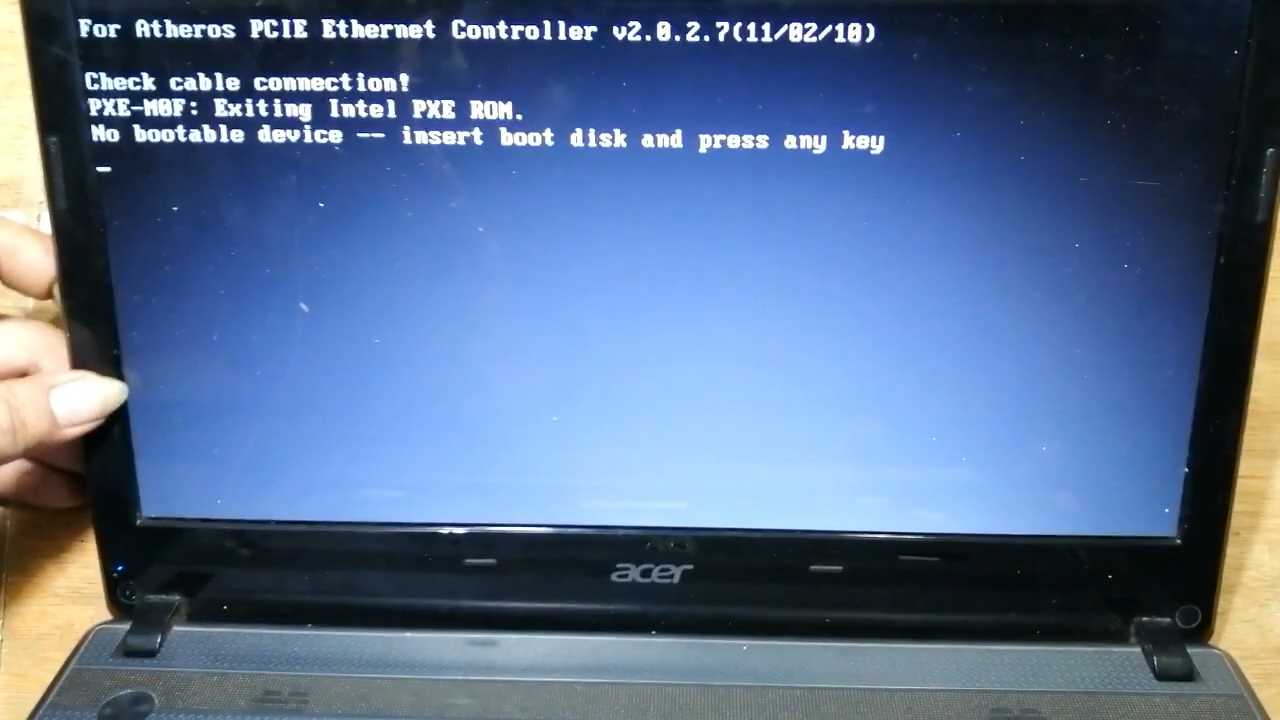 For Atheros PCIE Ethernet Controller v2.0.2.7(11/02/10)
Check cable connection!
PXE-M0F: Exiting Intel PXE ROM.
No bootable device -- insert boot disk and press any key
acer